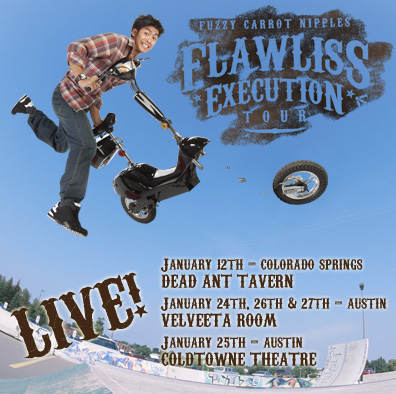 FUZZY CARROT NIPPLES
FLAWLISS
EXECUTION
TOUR
LIVE!
JANUARY 12TH - COLORADO SPRINGS
DEAD ANT TAVERN
JANUARY 24TH, 26TH & 27TH - AUSTIN
VELVEETA ROOM
JANUARY 25TH - AUSTIN
COLDTOWNE THEATRE